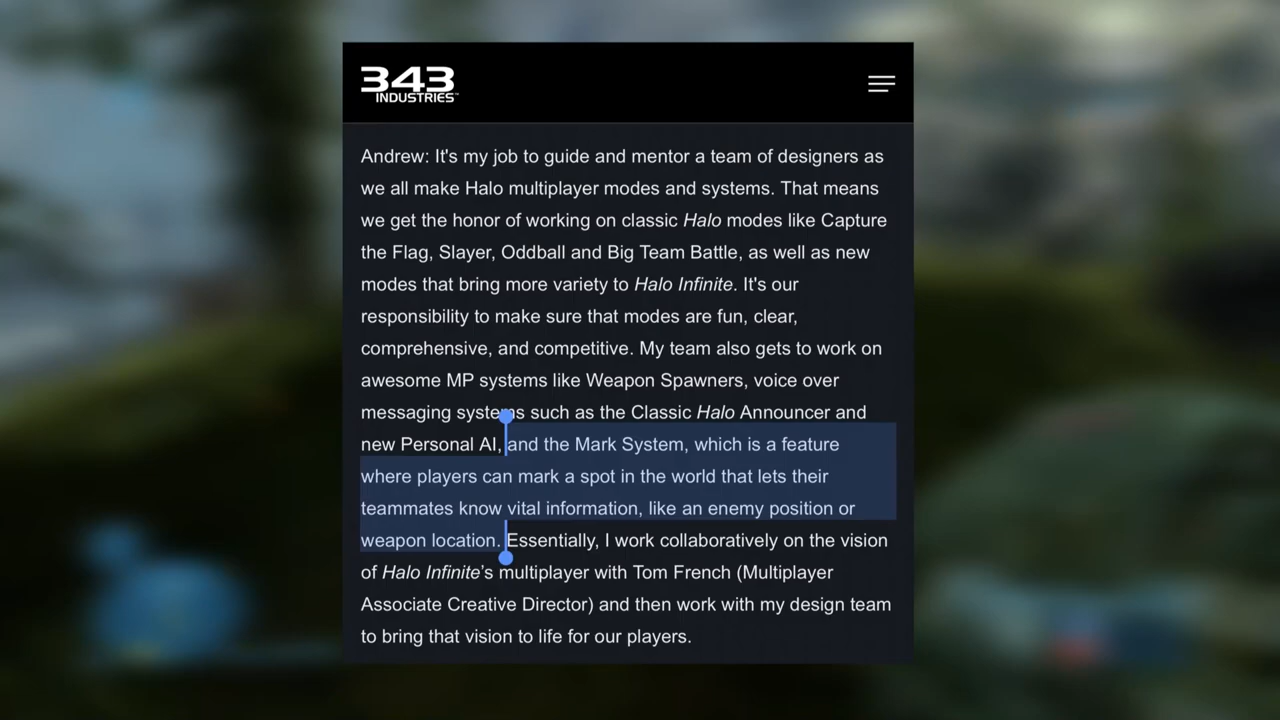 343
INDUSTRIES™
Andrew: It's my job to guide and mentor a team of designers as
we all make Halo multiplayer modes and systems. That means
we get the honor of working on classic Halo modes like Capture
the Flag, Slayer, Oddball and Big Team Battle, as well as new
modes that bring more variety to Halo Infinite. It's our
responsibility to make sure that modes are fun, clear,
comprehensive, and competitive. My team also gets to work on
awesome MP systems like Weapon Spawners, voice over
messaging systems such as the Classic Halo Announcer and
new Personal AI, and the Mark System, which is a feature
where players can mark a spot in the world that lets their
teammates know vital information, like an enemy position or
weapon location. Essentially, I work collaboratively on the vision
of Halo Infinite’s multiplayer with Tom French (Multiplayer
Associate Creative Director) and then work with my design team
to bring that vision to life for our players.